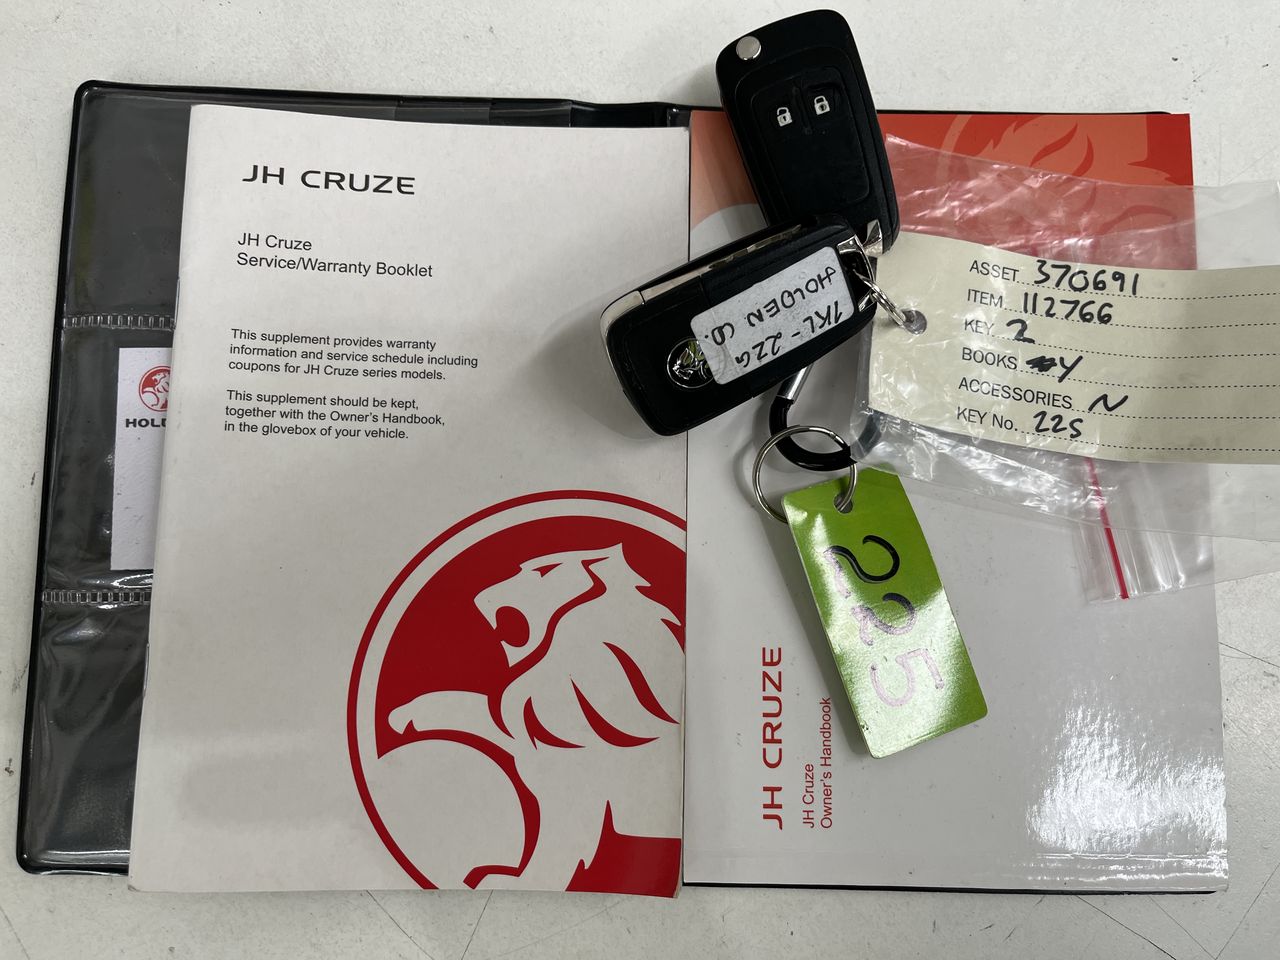 JH CRUZE
JH Cruze
Service/Warranty Booklet
This supplement provides warranty
information and service schedule including
coupons for JH Cruze series models.
This supplement should be kept,
together with the Owner's Handbook,
in the glovebox of your vehicle.
HOL
1KL-2ZG
HOLDEN
ASSET 370691
ITEM 112766
KEY 2
BOOKS Y
ACCESSORIES N
KEY No. 225
225
JH CRUZE
JH Cruze
Owner's Handbook